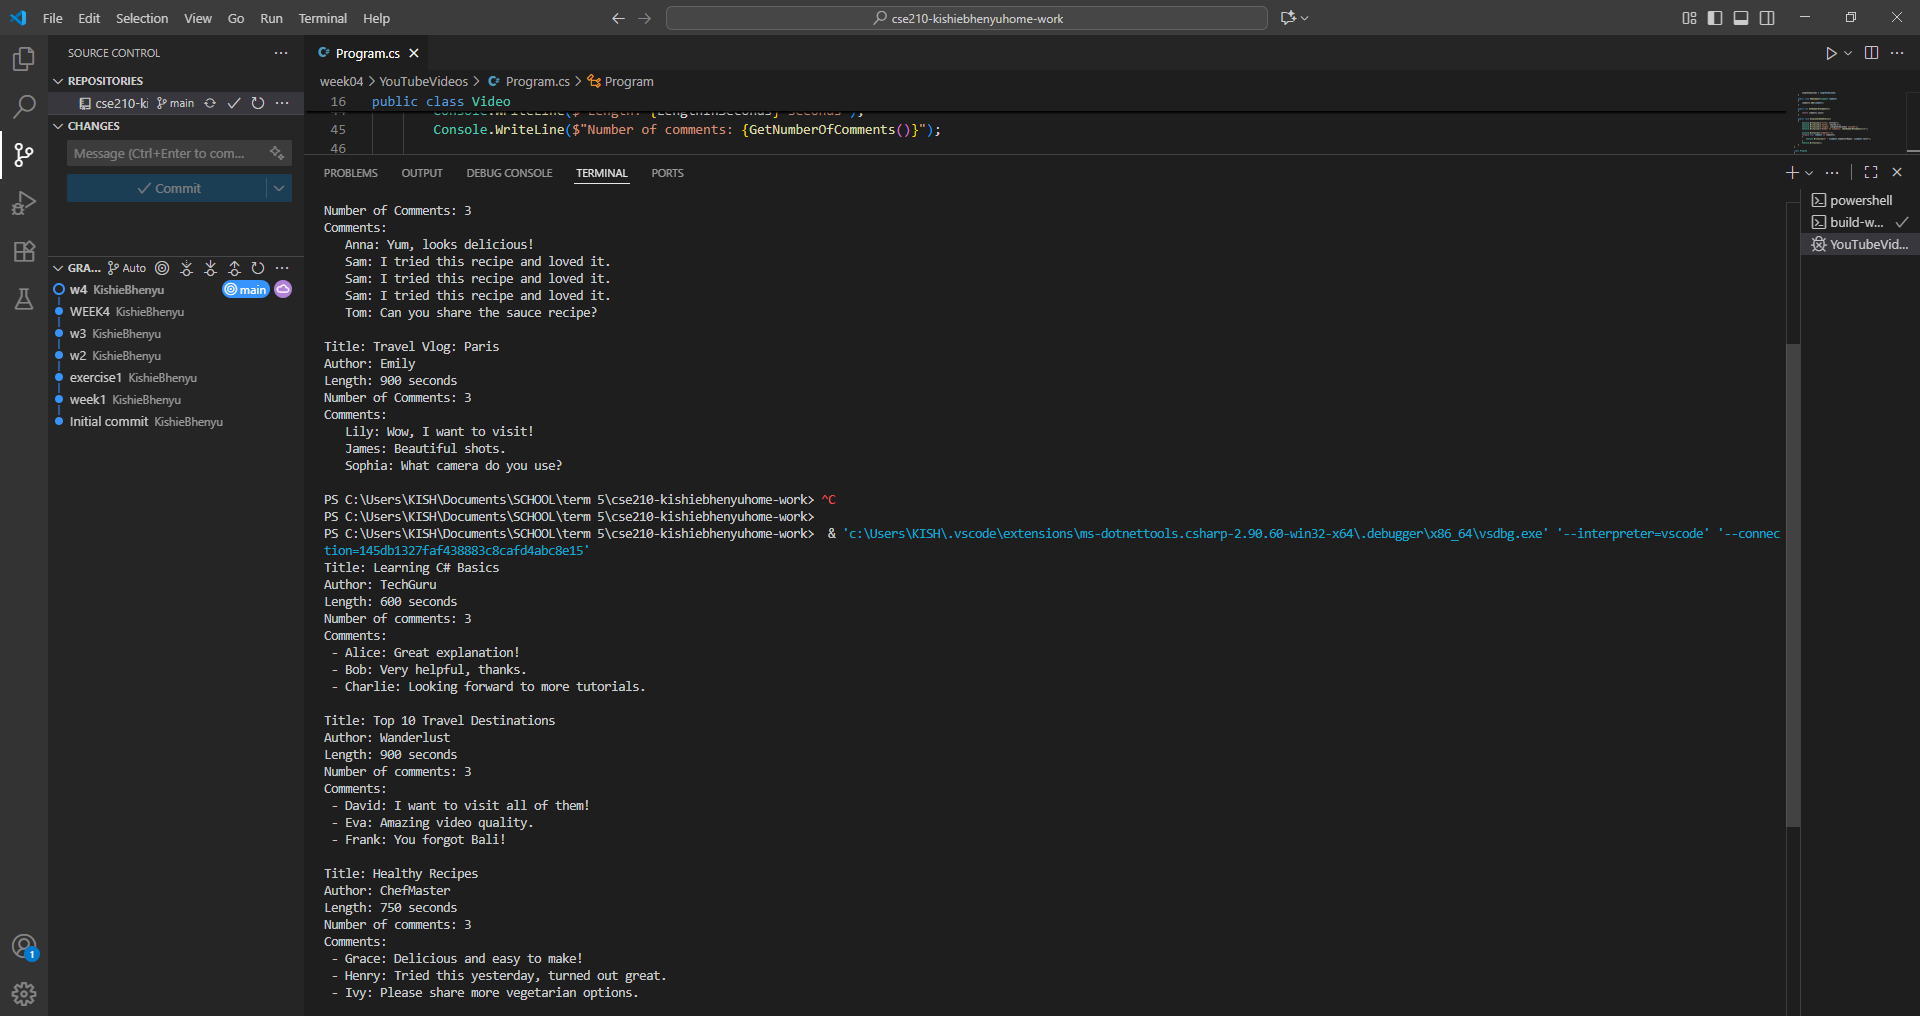 File Edit Selection View Go Run Terminal Help
cse210-kishiebhenyuhome-work
SOURCE CONTROL
REPOSITORIES
cse210-ki main
CHANGES
Message (Ctrl+Enter to com...
Commit
GRA... Auto
w4 KishieBhenyu main
WEEK4 KishieBhenyu
w3 KishieBhenyu
w2 KishieBhenyu
exercise1 KishieBhenyu
week1 KishieBhenyu
Initial commit KishieBhenyu
1
Program.cs
week04 > YouTubeVideos > Program.cs > Program
16 public class Video
45 Console.WriteLine($"Number of comments: {GetNumberOfComments()}");
46
PROBLEMS OUTPUT DEBUG CONSOLE TERMINAL PORTS
Number of Comments: 3
Comments:
Anna: Yum, looks delicious!
Sam: I tried this recipe and loved it.
Sam: I tried this recipe and loved it.
Sam: I tried this recipe and loved it.
Tom: Can you share the sauce recipe?
Title: Travel Vlog: Paris
Author: Emily
Length: 900 seconds
Number of Comments: 3
Comments:
Lily: Wow, I want to visit!
James: Beautiful shots.
Sophia: What camera do you use?
PS C:\Users\KISH\Documents\SCHOOL\term 5\cse210-kishiebhenyuhome-work> ^C
PS C:\Users\KISH\Documents\SCHOOL\term 5\cse210-kishiebhenyuhome-work>
PS C:\Users\KISH\Documents\SCHOOL\term 5\cse210-kishiebhenyuhome-work> & 'c:\Users\KISH\.vscode\extensions\ms-dotnettools.csharp-2.90.60-win32-x64\.debugger\x86_64\vsdbg.exe' '--interpreter=vscode' '--connec
tion=145db1327faf438883c8cafd4abc8e15'
Title: Learning C# Basics
Author: TechGuru
Length: 600 seconds
Number of comments: 3
Comments:
- Alice: Great explanation!
- Bob: Very helpful, thanks.
- Charlie: Looking forward to more tutorials.
Title: Top 10 Travel Destinations
Author: Wanderlust
Length: 900 seconds
Number of comments: 3
Comments:
- David: I want to visit all of them!
- Eva: Amazing video quality.
- Frank: You forgot Bali!
Title: Healthy Recipes
Author: ChefMaster
Length: 750 seconds
Number of comments: 3
Comments:
- Grace: Delicious and easy to make!
- Henry: Tried this yesterday, turned out great.
- Ivy: Please share more vegetarian options.
powershell
build-w...
YouTubeVid...